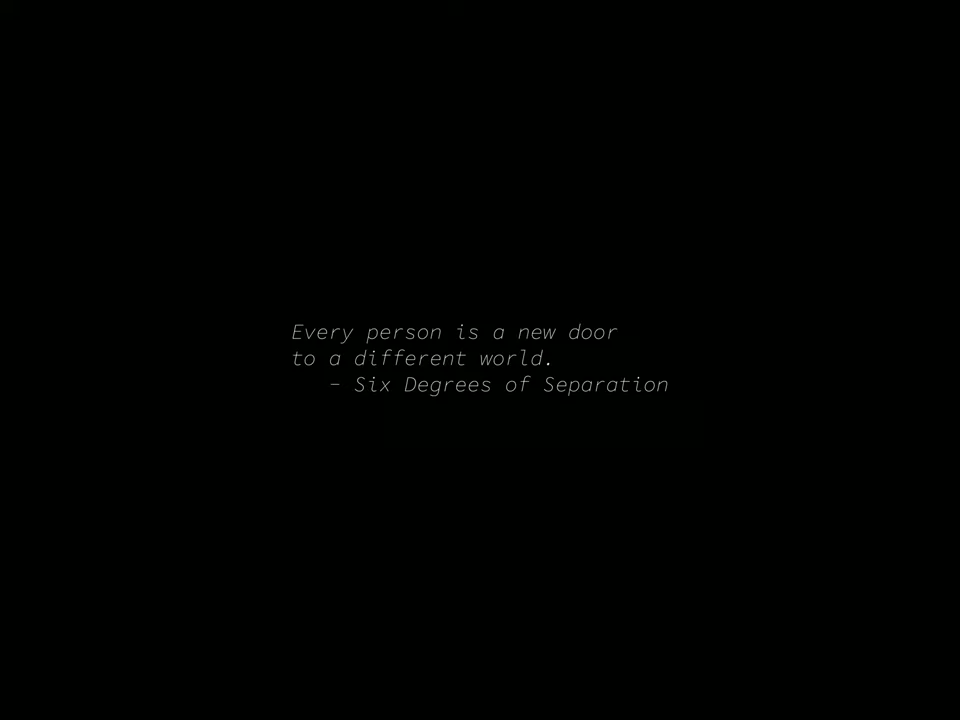 Every person is a new door
to a different world.
- Six Degrees of Separation